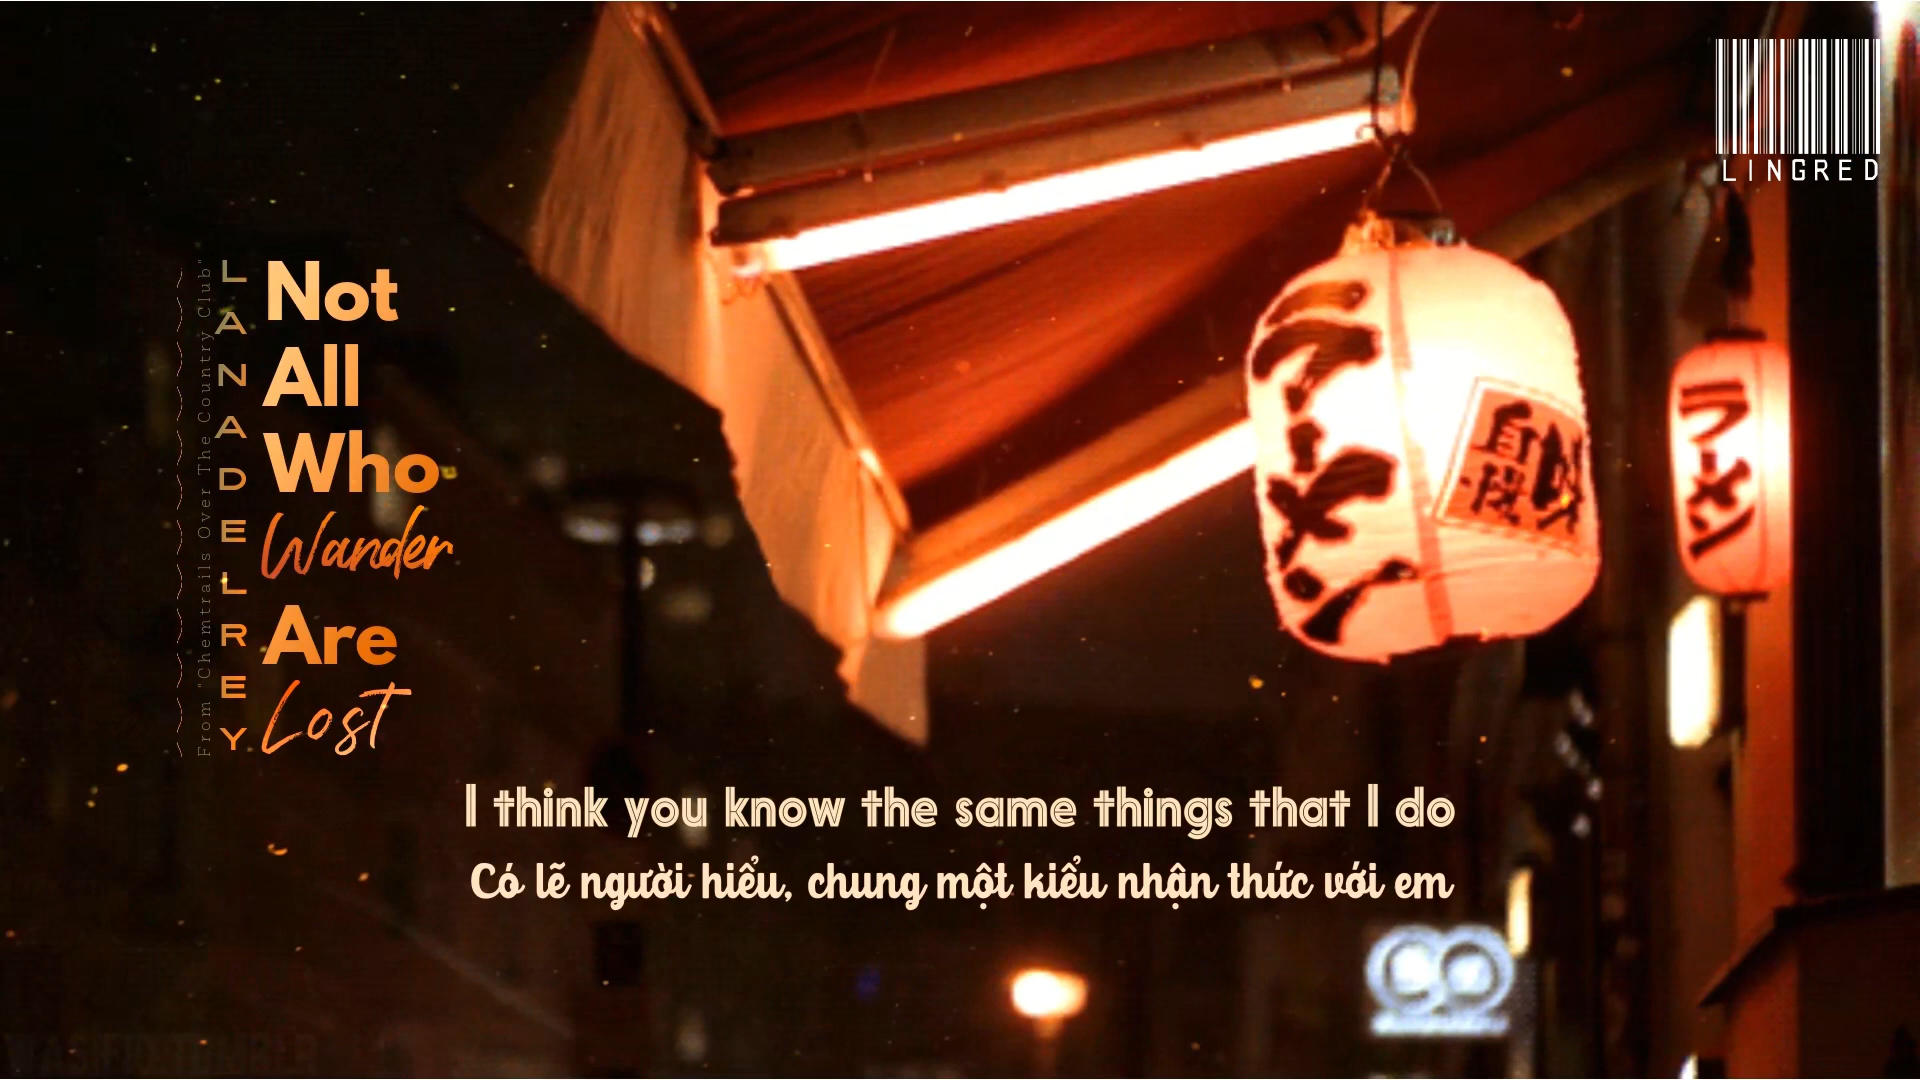 LINGRED
Not
All
Who
Wander
Are
Lost
LANA DEL REY
From "Chemtrails Over The Country Club"
ラーメン
自慢
ラーメン
I think you know the same things that I do
Có lẽ người hiểu, chung một kiểu nhận thức với em